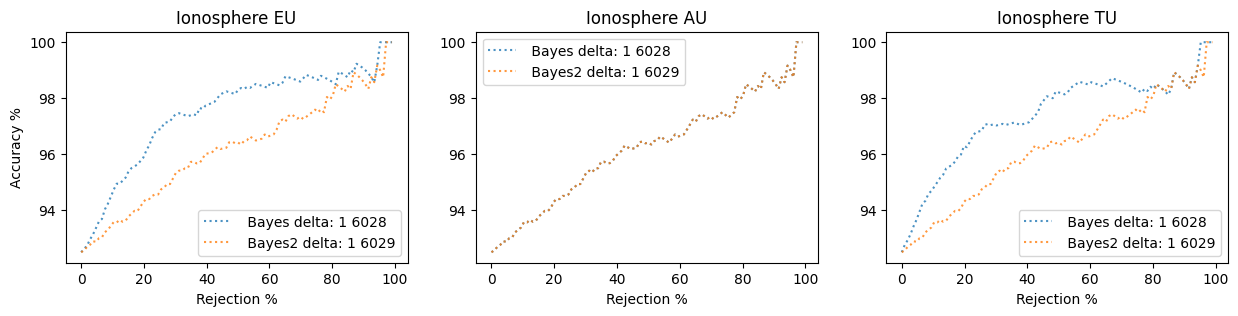 Ionosphere EU
Accuracy %
100
98
96
94
Bayes delta: 1 6028
Bayes2 delta: 1 6029
0 20 40 60 80 100
Rejection %
Ionosphere AU
100
98
96
94
Bayes delta: 1 6028
Bayes2 delta: 1 6029
0 20 40 60 80 100
Rejection %
Ionosphere TU
100
98
96
94
Bayes delta: 1 6028
Bayes2 delta: 1 6029
0 20 40 60 80 100
Rejection %